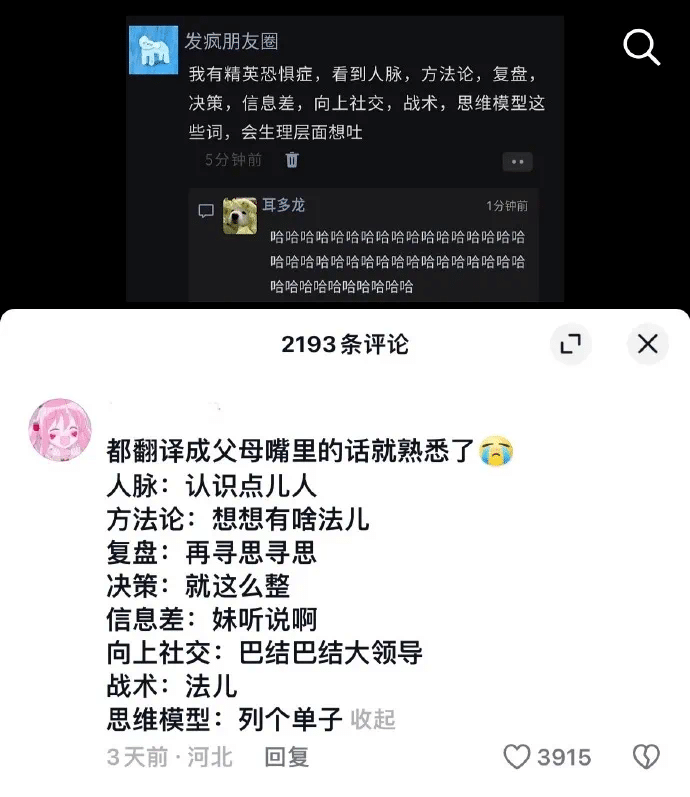 发疯朋友圈
我有精英恐惧症，看到人脉，方法论，复盘，
决策，信息差，向上社交，战术，思维模型这
些词，会生理层面想吐
5分钟前
耳多龙
1分钟前
哈哈哈哈哈哈哈哈哈哈哈哈哈哈哈哈哈
哈哈哈哈哈哈哈哈哈哈哈哈哈哈哈哈哈
哈哈哈哈哈哈哈哈哈哈
2193条评论
都翻译成父母嘴里的话就熟悉了😭
人脉：认识点儿人
方法论：想想有啥法儿
复盘：再寻思寻思
决策：就这么整
信息差：妹听说啊
向上社交：巴结巴结大领导
战术：法儿
思维模型：列个单子 收起
3天前·河北 回复
3915